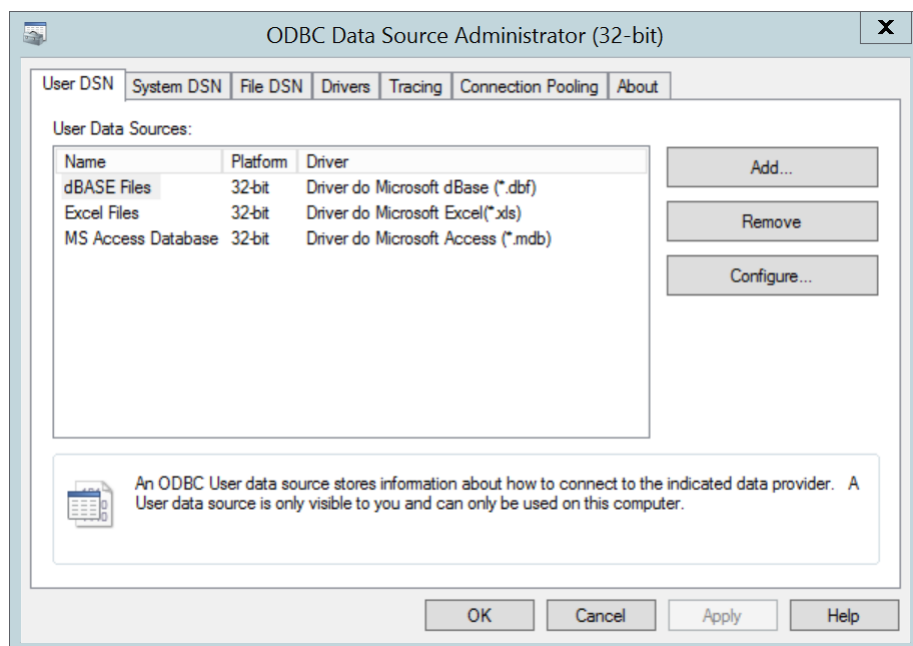 ODBC Data Source Administrator (32-bit)
X
User DSN System DSN File DSN Drivers Tracing Connection Pooling About
User Data Sources:
Name Platform Driver
dBASE Files 32-bit Driver do Microsoft dBase (*.dbf)
Excel Files 32-bit Driver do Microsoft Excel(*.xls)
MS Access Database 32-bit Driver do Microsoft Access (*.mdb)
Add...
Remove
Configure...
An ODBC User data source stores information about how to connect to the indicated data provider. A
User data source is only visible to you and can only be used on this computer.
OK Cancel Apply Help